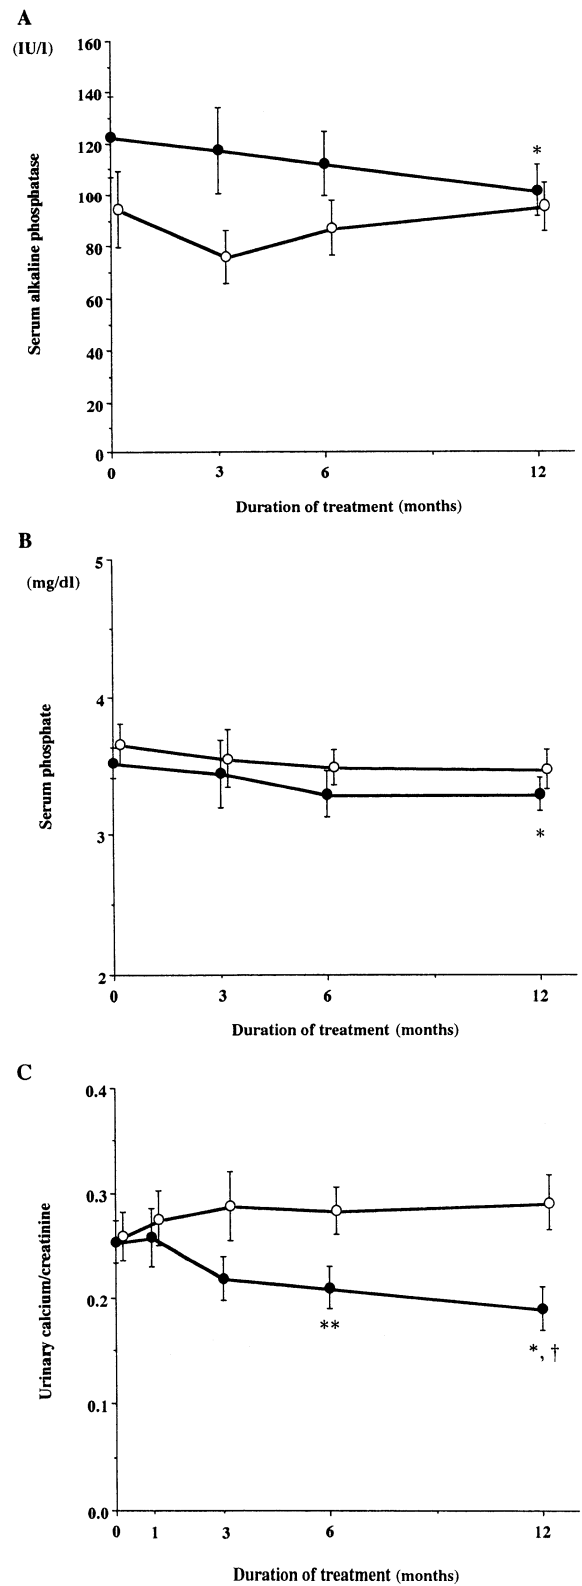 A
(IU/l)
160
140
120
100
80
60
40
20
0
Serum alkaline phosphatase
*
0 3 6 12
Duration of treatment (months)
B
(mg/dl)
5
4
3
2
Serum phosphate
*
0 3 6 12
Duration of treatment (months)
C
0.4
0.3
0.2
0.1
0.0
Urinary calcium/creatinine
**
*, †
0 1 3 6 12
Duration of treatment (months)